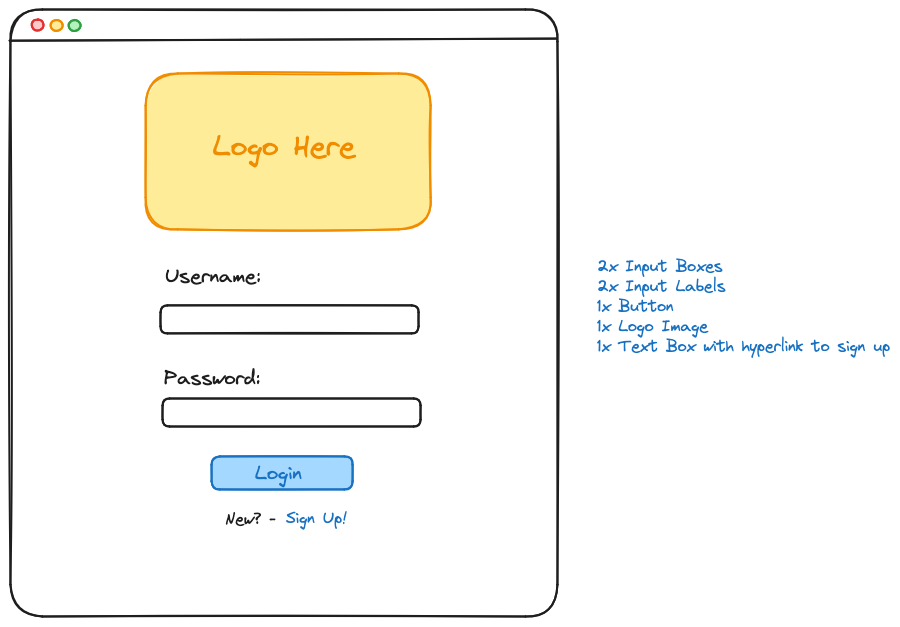 Logo Here
Username:
Password:
Login
New? - Sign Up!
2x Input Boxes
2x Input Labels
1x Button
1x Logo Image
1x Text Box with hyperlink to sign up